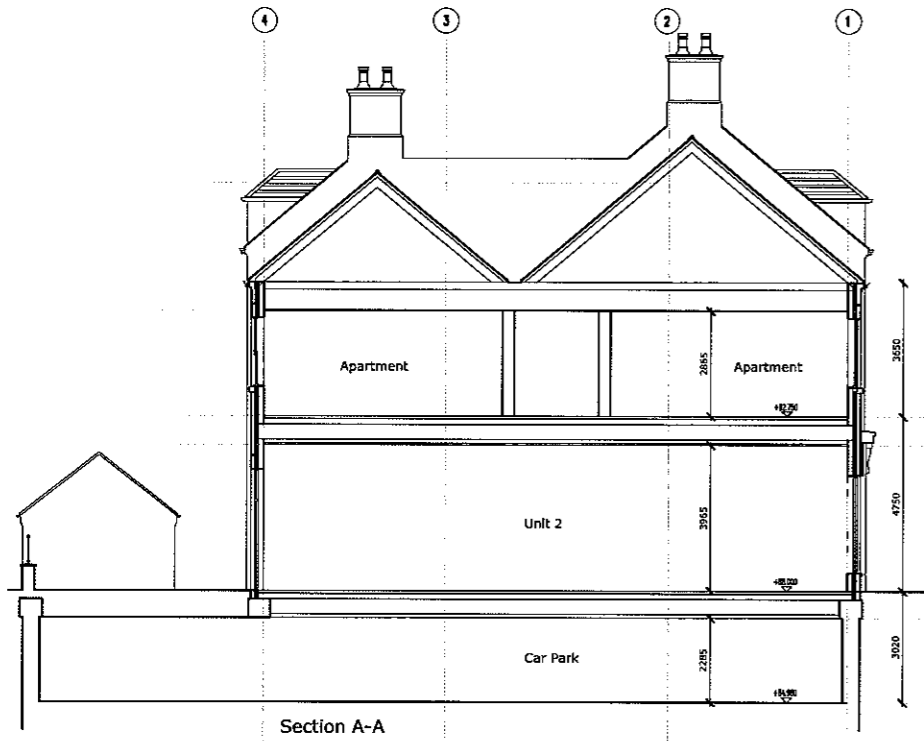 4 3 2 1
Apartment
Apartment
2865
3650
Unit 2
3965
4750
Car Park
2285
3020
Section A-A